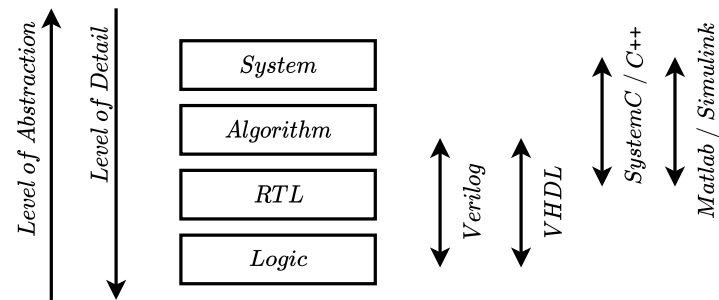 Level of Abstraction
Level of Detail
System
Algorithm
RTL
Logic
Verilog
VHDL
SystemC / C++
Matlab / Simulink